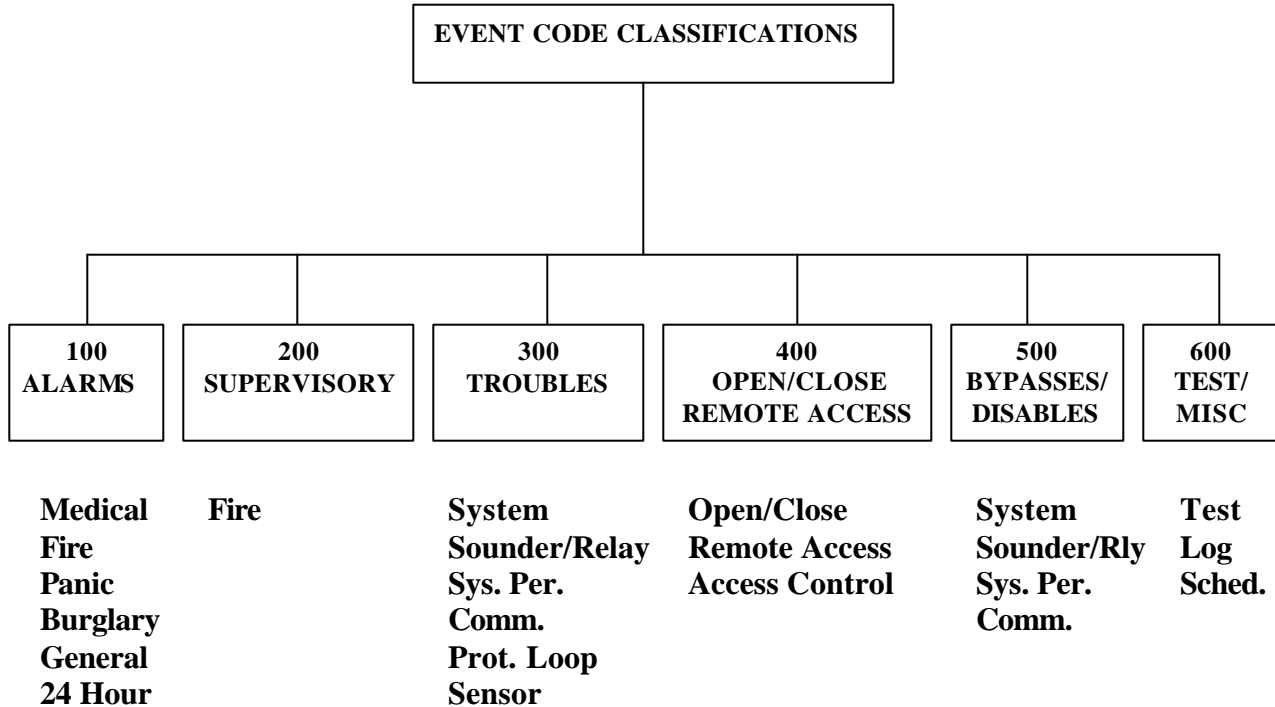 EVENT CODE CLASSIFICATIONS
100
ALARMS
200
SUPERVISORY
300
TROUBLES
400
OPEN/CLOSE
REMOTE ACCESS
500
BYPASSES/
DISABLES
600
TEST/
MISC
Medical
Fire
Panic
Burglary
General
24 Hour
Fire
System
Sounder/Relay
Sys. Per.
Comm.
Prot. Loop
Sensor
Open/Close
Remote Access
Access Control
System
Sounder/Rly
Sys. Per.
Comm.
Test
Log
Sched.